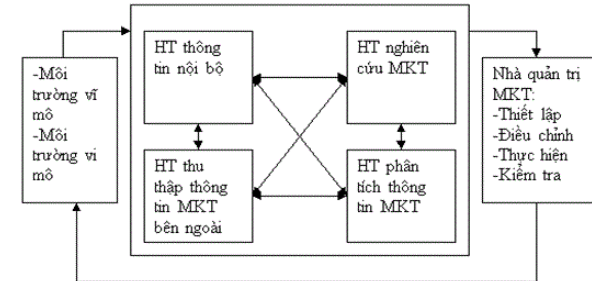 -Môi
trường vĩ
mô
-Môi
trường vi
mô
HT thông
tin nội bộ
HT nghiên
cứu MKT
HT thu
thập thông
tin MKT
bên ngoài
HT phân
tích thông
tin MKT
Nhà quản trị
MKT:
-Thiết lập
-Điều chỉnh
-Thực hiện
-Kiểm tra